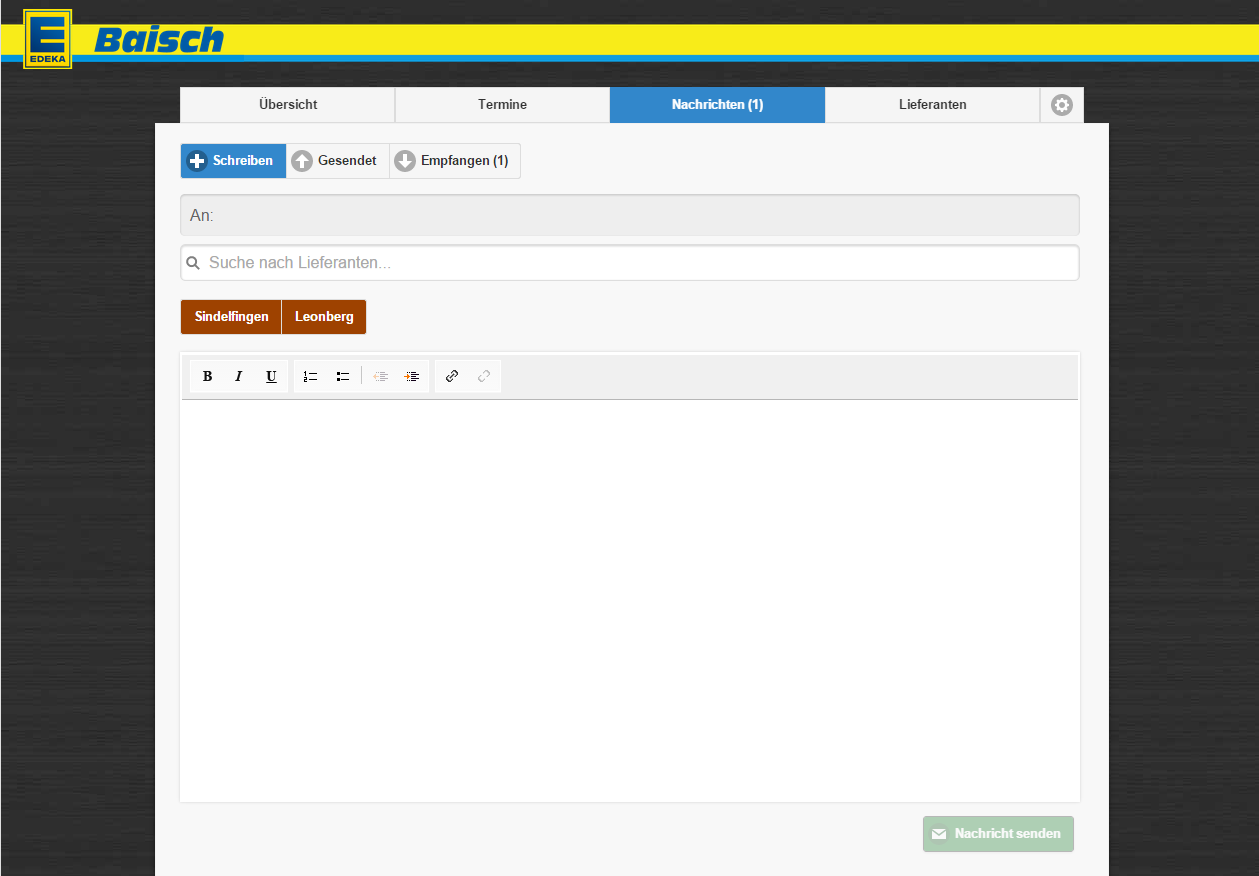 E
EDEKA
Baisch
Übersicht Termine Nachrichten (1) Lieferanten
Schreiben Gesendet Empfangen (1)
An:
Suche nach Lieferanten...
Sindelfingen Leonberg
B I U
Nachricht senden